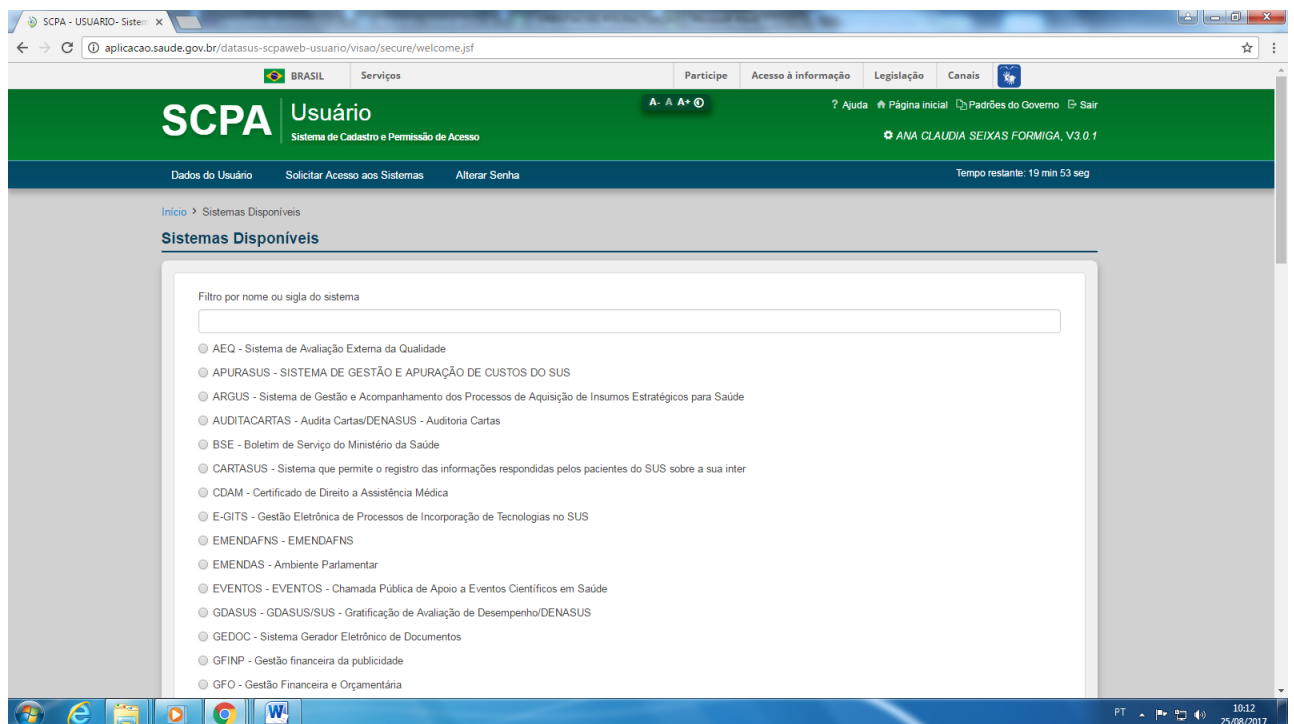 SCPA - USUARIO- Sistem
aplicacao.saude.gov.br/datasus-scpaweb-usuario/visao/secure/welcome.jsf
BRASIL Serviços Participe Acesso à informação Legislação Canais
A- A A+ ? Ajuda Página inicial Padrões do Governo Sair
SCPA Usuário
Sistema de Cadastro e Permissão de Acesso
ANA CLAUDIA SEIXAS FORMIGA, V3.0.1
Dados do Usuário Solicitar Acesso aos Sistemas Alterar Senha Tempo restante: 19 min 53 seg
Início > Sistemas Disponíveis
Sistemas Disponíveis
Filtro por nome ou sigla do sistema
AEQ - Sistema de Avaliação Externa da Qualidade
APURASUS - SISTEMA DE GESTÃO E APURAÇÃO DE CUSTOS DO SUS
ARGUS - Sistema de Gestão e Acompanhamento dos Processos de Aquisição de Insumos Estratégicos para Saúde
AUDITACARTAS - Audita Cartas/DENASUS - Auditoria Cartas
BSE - Boletim de Serviço do Ministério da Saúde
CARTASUS - Sistema que permite o registro das informações respondidas pelos pacientes do SUS sobre a sua inter
CDAM - Certificado de Direito a Assistência Médica
E-GITS - Gestão Eletrônica de Processos de Incorporação de Tecnologias no SUS
EMENDAFNS - EMENDAFNS
EMENDAS - Ambiente Parlamentar
EVENTOS - EVENTOS - Chamada Pública de Apoio a Eventos Científicos em Saúde
GDASUS - GDASUS/SUS - Gratificação de Avaliação de Desempenho/DENASUS
GEDOC - Sistema Gerador Eletrônico de Documentos
GFINP - Gestão financeira da publicidade
GFO - Gestão Financeira e Orçamentária
PT 10:12
25/08/2017